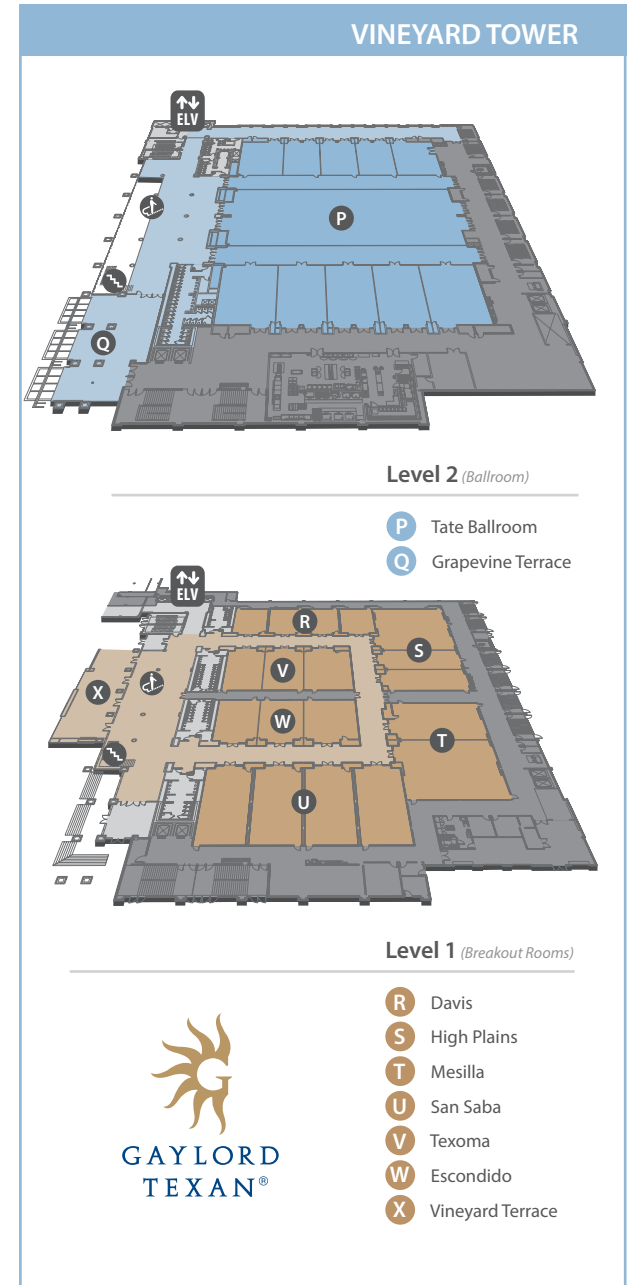 VINEYARD TOWER
ELV
P
Q
Level 2 (Ballroom)
P Tate Ballroom
Q Grapevine Terrace
ELV
R
S
V
X
W
T
U
Level 1 (Breakout Rooms)
R Davis
S High Plains
T Mesilla
U San Saba
V Texoma
W Escondido
X Vineyard Terrace
G
GAYLORD
TEXAN®